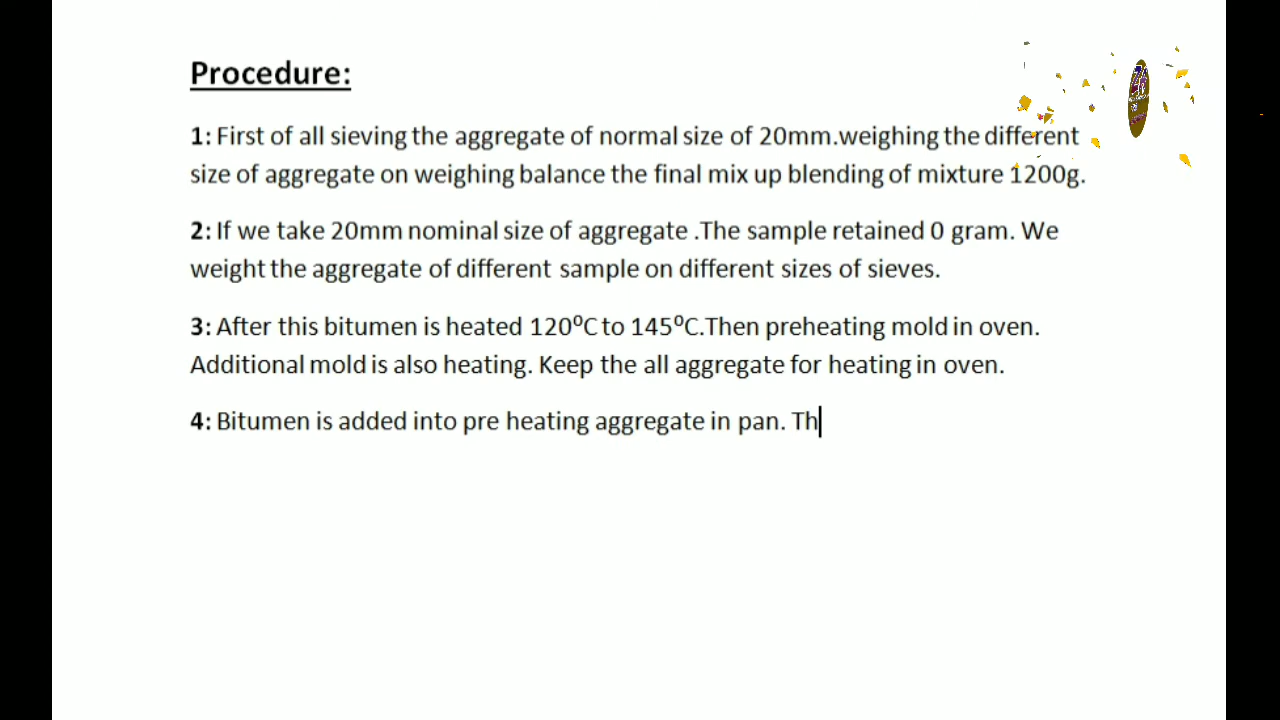 Procedure:
1: First of all sieving the aggregate of normal size of 20mm.weighing the different
size of aggregate on weighing balance the final mix up blending of mixture 1200g.
2: If we take 20mm nominal size of aggregate .The sample retained 0 gram. We
weight the aggregate of different sample on different sizes of sieves.
3: After this bitumen is heated 120⁰C to 145⁰C.Then preheating mold in oven.
Additional mold is also heating. Keep the all aggregate for heating in oven.
4: Bitumen is added into pre heating aggregate in pan. Th